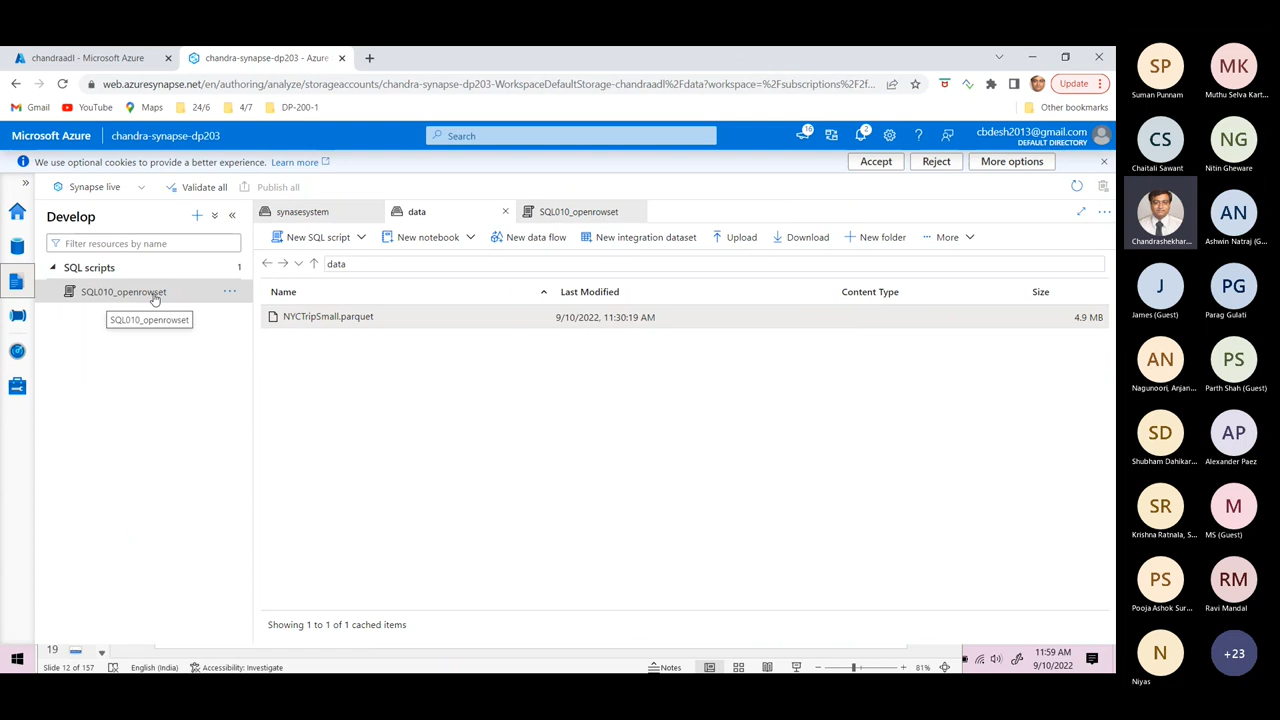 chandraadl - Microsoft Azure
chandra-synapse-dp203 - Azure
web.azuresynapse.net/en/authoring/analyze/storageaccounts/chandra-synapse-dp203-WorkspaceDefaultStorage-chandraadl%2Fdata?workspace=%2Fsubscriptions%2F2f...
Update
Gmail
YouTube
Maps
24/6
4/7
DP-200-1
Other bookmarks
Microsoft Azure
chandra-synapse-dp203
Search
16
2
cbdesh2013@gmail.com
DEFAULT DIRECTORY
We use optional cookies to provide a better experience. Learn more
Accept
Reject
More options
Synapse live
Validate all
Publish all
Develop
Filter resources by name
SQL scripts
1
SQL010_openrowset
SQL010_openrowset
synasesystem
data
SQL010_openrowset
New SQL script
New notebook
New data flow
New integration dataset
Upload
Download
New folder
More
data
Name
Last Modified
Content Type
Size
NYCTripSmall.parquet
9/10/2022, 11:30:19 AM
4.9 MB
Showing 1 to 1 of 1 cached items
19
Slide 12 of 157
English (India)
Accessibility: Investigate
Notes
81%
11:59 AM
9/10/2022
SP
Suman Punnam
MK
Muthu Selva Kart...
CS
Chaitali Sawant
NG
Nitin Gheware
Chandrashekhar...
AN
Ashwin Natraj (G...
J
James (Guest)
PG
Parag Gulati
AN
Nagunoori, Anjan...
PS
Parth Shah (Guest)
SD
Shubham Dahikar...
AP
Alexander Paez
SR
Krishna Ratnala, S...
M
MS (Guest)
PS
Pooja Ashok Sur...
RM
Ravi Mandal
N
Niyas
+23